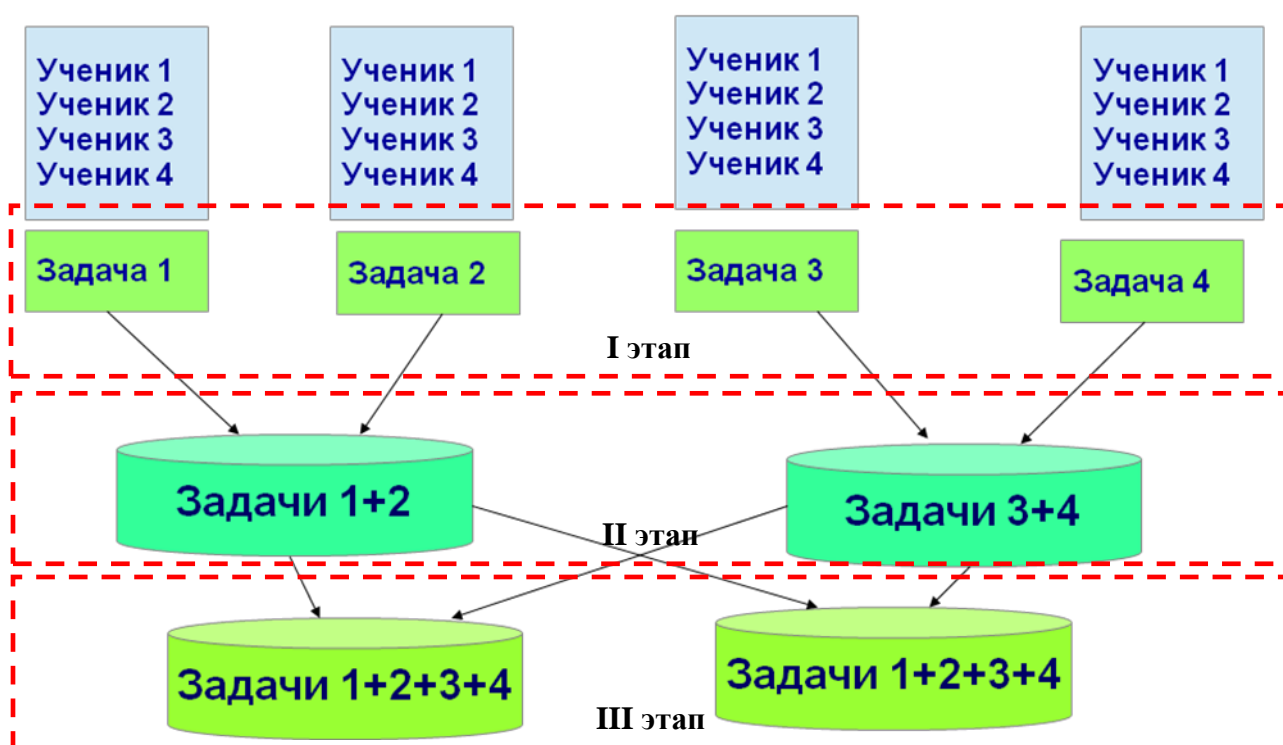 Ученик 1
Ученик 2
Ученик 3
Ученик 4
Ученик 1
Ученик 2
Ученик 3
Ученик 4
Ученик 1
Ученик 2
Ученик 3
Ученик 4
Ученик 1
Ученик 2
Ученик 3
Ученик 4
Задача 1
Задача 2
Задача 3
Задача 4
I этап
Задачи 1+2
Задачи 3+4
II этап
Задачи 1+2+3+4
Задачи 1+2+3+4
III этап